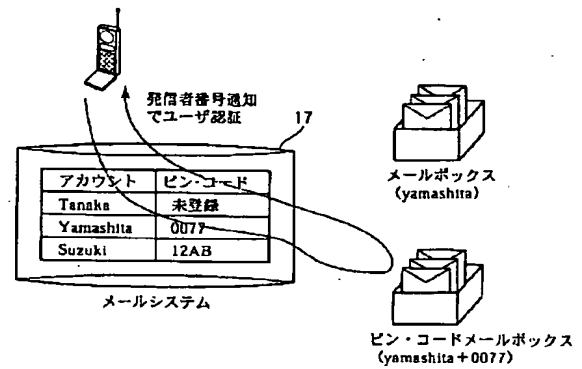 発信者番号通知
でユーザ認証
17
アカウント ピン・コード
Tanaka 未登録
Yamashita 0077
Suzuki 12AB
メールシステム
メールボックス
(yamashita)
ピン・コードメールボックス
(yamashita+0077)